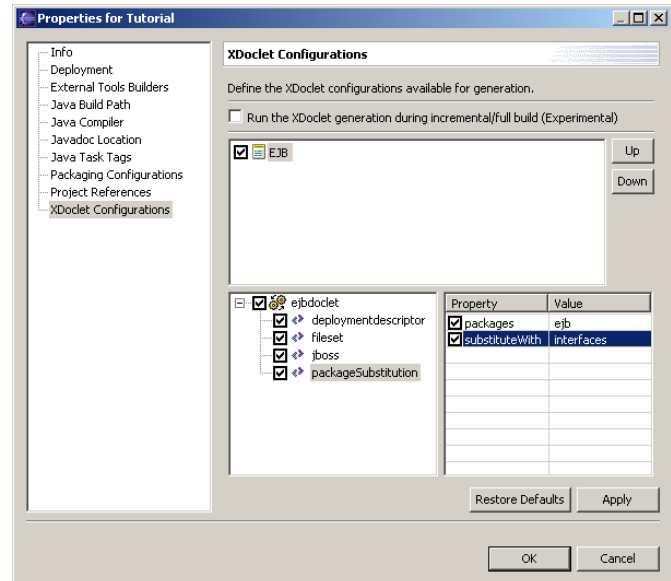 Properties for Tutorial
Info
Deployment
External Tools Builders
Java Build Path
Java Compiler
Javadoc Location
Java Task Tags
Packaging Configurations
Project References
XDoclet Configurations
XDoclet Configurations
Define the XDoclet configurations available for generation.
Run the XDoclet generation during incremental/full build (Experimental)
EJB
Up
Down
ejbdoclet
deploymentdescriptor
fileset
jboss
packageSubstitution
Property Value
packages ejb
substituteWith interfaces
Restore Defaults Apply
OK Cancel